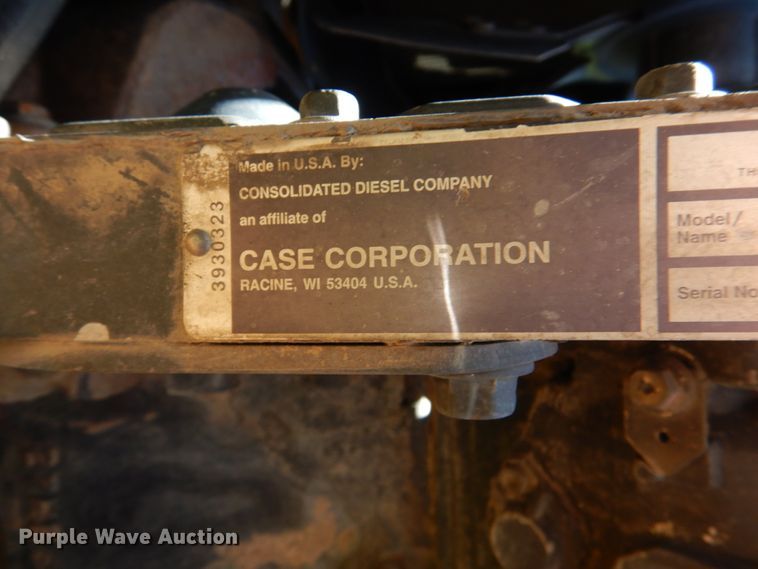 Made in U.S.A. By:
CONSOLIDATED DIESEL COMPANY
an affiliate of
CASE CORPORATION
RACINE, WI 53404 U.S.A.
3930323
TH
Model/
Name
Serial No
Purple Wave Auction